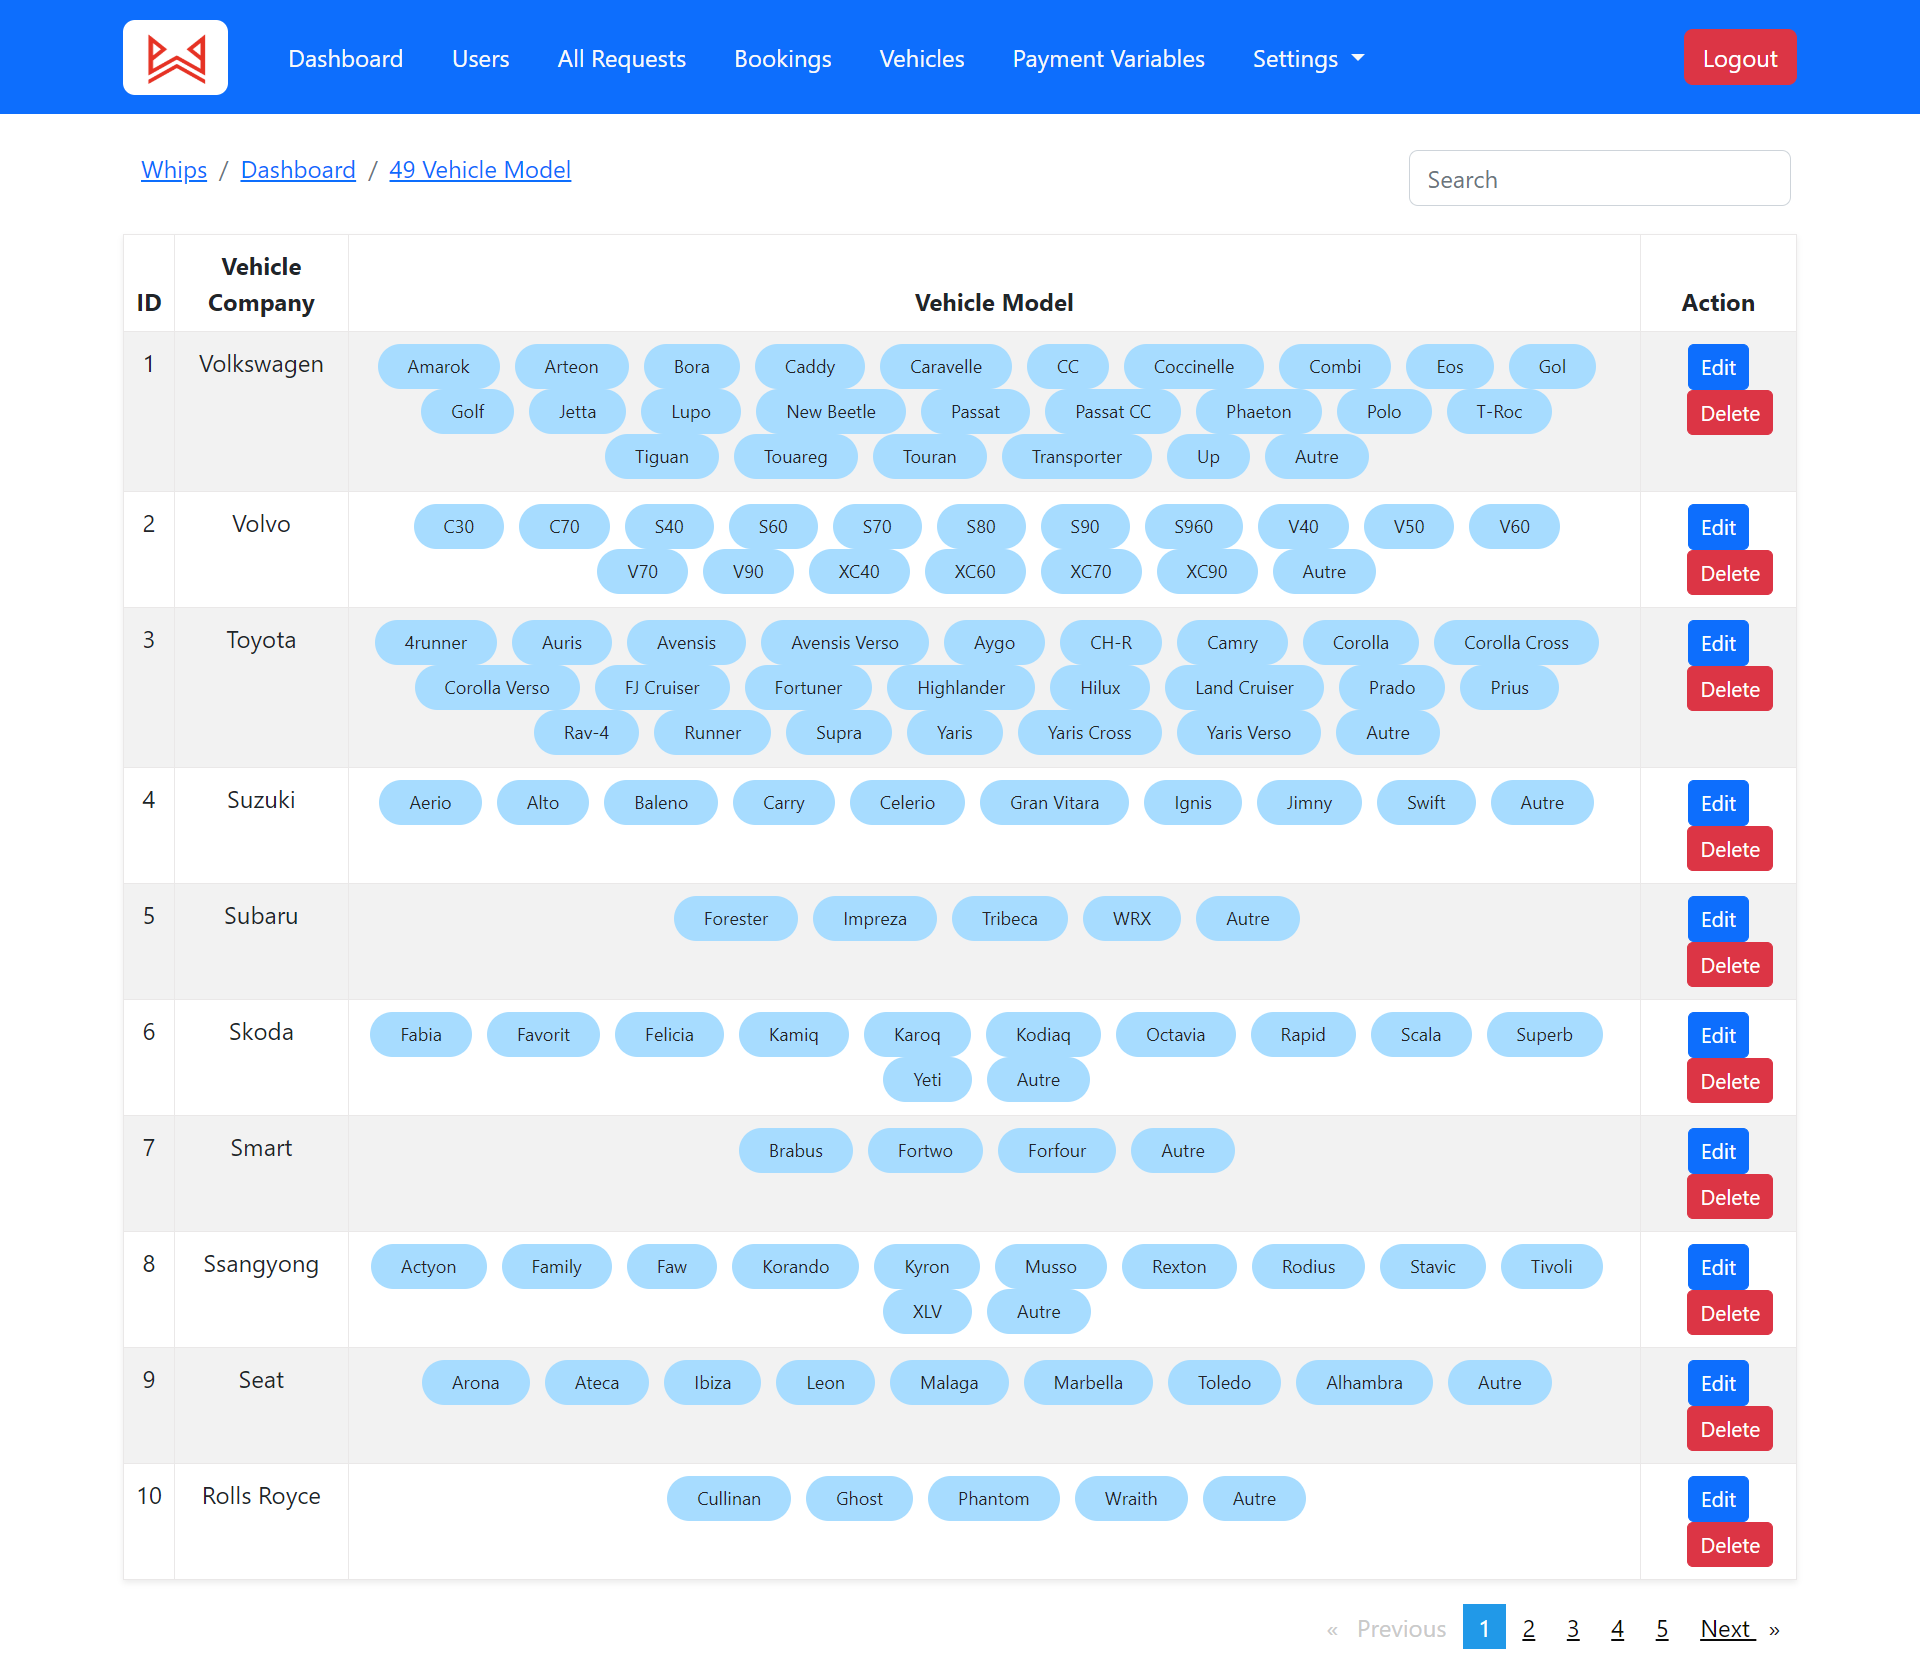 Dashboard Users All Requests Bookings Vehicles Payment Variables Settings Logout
Whips / Dashboard / 49 Vehicle Model Search
ID Vehicle Company Vehicle Model Action
1 Volkswagen Amarok Arteon Bora Caddy Caravelle CC Coccinelle Combi Eos Gol Edit
Golf Jetta Lupo New Beetle Passat Passat CC Phaeton Polo T-Roc Delete
Tiguan Touareg Touran Transporter Up Autre
2 Volvo C30 C70 S40 S60 S70 S80 S90 S960 V40 V50 V60 Edit
V70 V90 XC40 XC60 XC70 XC90 Autre Delete
3 Toyota 4runner Auris Avensis Avensis Verso Aygo CH-R Camry Corolla Corolla Cross Edit
Corolla Verso FJ Cruiser Fortuner Highlander Hilux Land Cruiser Prado Prius Delete
Rav-4 Runner Supra Yaris Yaris Cross Yaris Verso Autre
4 Suzuki Aerio Alto Baleno Carry Celerio Gran Vitara Ignis Jimny Swift Autre Edit
Delete
5 Subaru Forester Impreza Tribeca WRX Autre Edit
Delete
6 Skoda Fabia Favorit Felicia Kamiq Karoq Kodiaq Octavia Rapid Scala Superb Edit
Yeti Autre Delete
7 Smart Brabus Fortwo Forfour Autre Edit
Delete
8 Ssangyong Actyon Family Faw Korando Kyron Musso Rexton Rodius Stavic Tivoli Edit
XLV Autre Delete
9 Seat Arona Ateca Ibiza Leon Malaga Marbella Toledo Alhambra Autre Edit
Delete
10 Rolls Royce Cullinan Ghost Phantom Wraith Autre Edit
Delete
« Previous 1 2 3 4 5 Next »